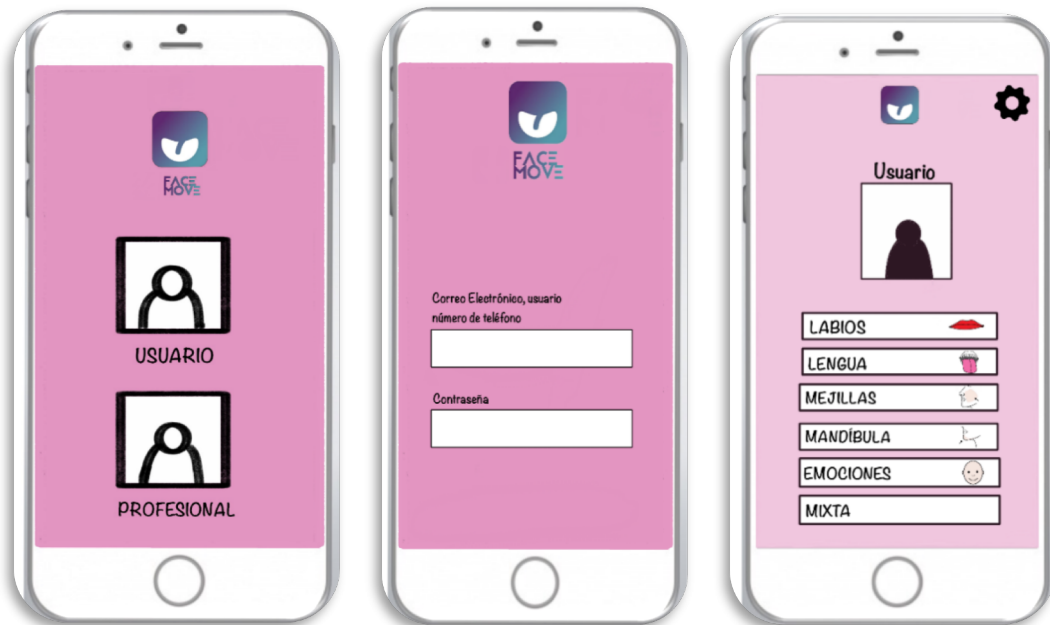 FACE
MOVE
USUARIO
PROFESIONAL
FACE
MOVE
Correo Electrónico, usuario
número de teléfono
Contraseña
Usuario
LABIOS
LENGUA
MEJILLAS
MANDÍBULA
EMOCIONES
MIXTA